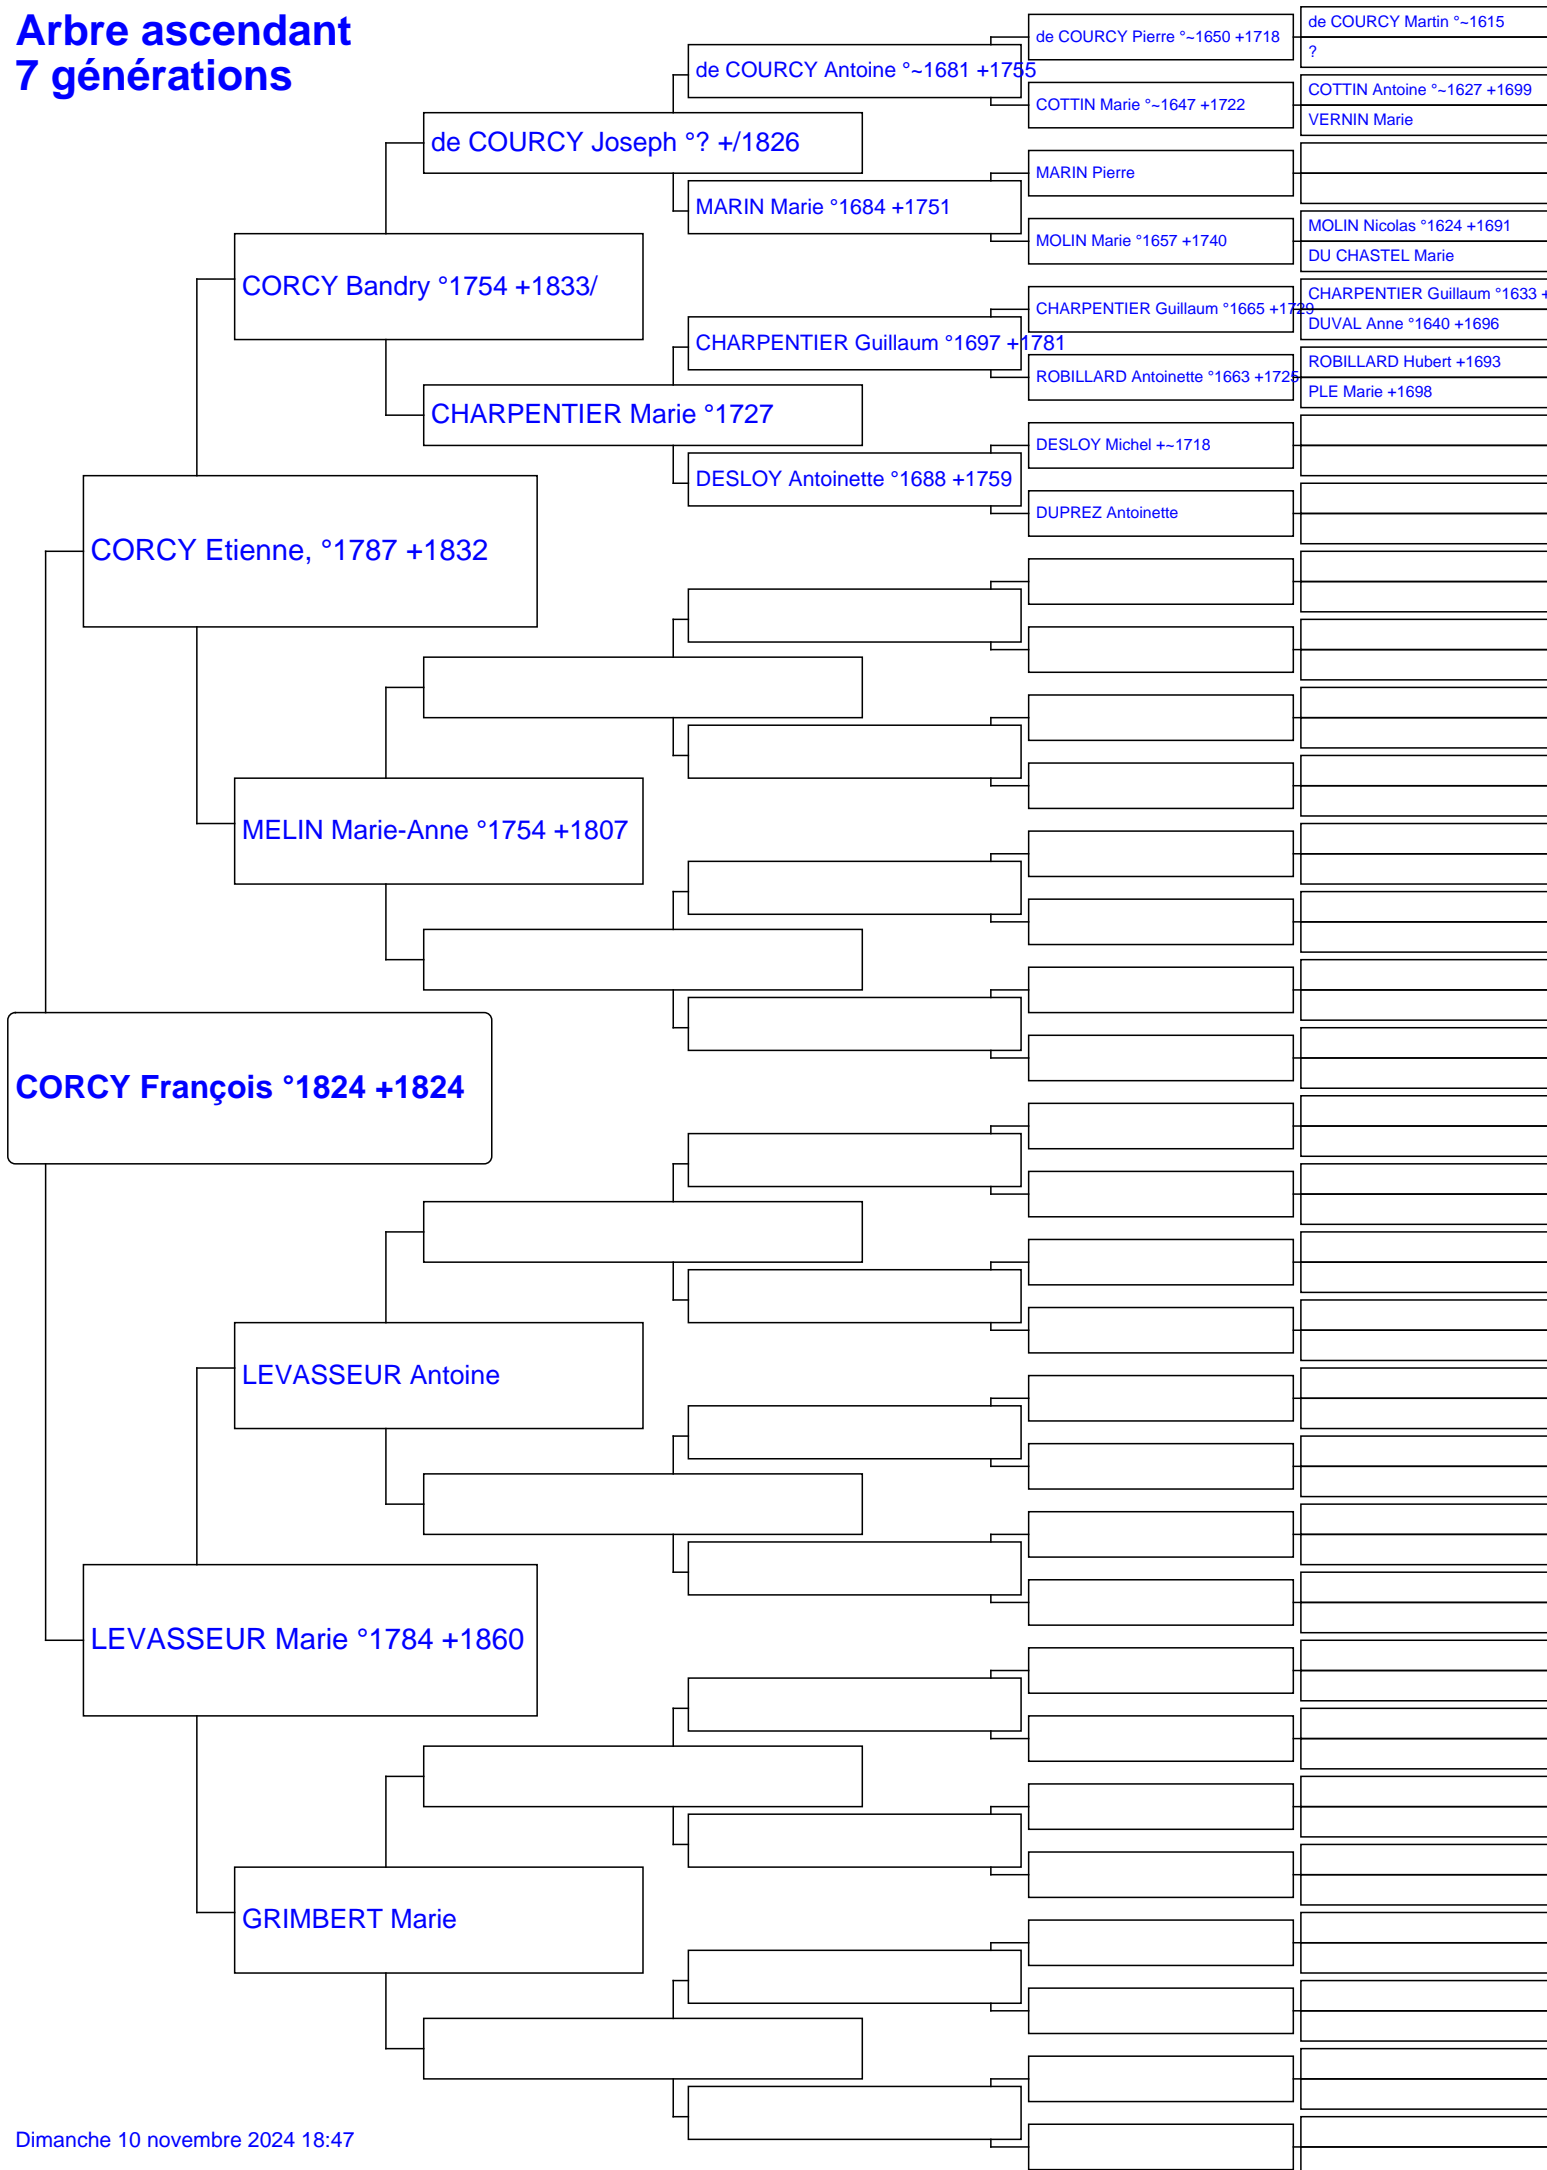 Arbre ascendant
7 générations
de COURCY Martin °~1615
de COURCY Pierre °~1650 +1718
?
de COURCY Antoine °~1681 +1755
COTTIN Antoine °~1627 +1699
COTTIN Marie °~1647 +1722
VERNIN Marie
de COURCY Joseph °? +/1826
MARIN Pierre
MARIN Marie °1684 +1751
MOLIN Nicolas °1624 +1691
MOLIN Marie °1657 +1740
DU CHASTEL Marie
CORCY Bandry °1754 +1833/
CHARPENTIER Guillaum °1633 +
CHARPENTIER Guillaum °1665 +1729
DUVAL Anne °1640 +1696
CHARPENTIER Guillaum °1697 +1781
ROBILLARD Hubert +1693
ROBILLARD Antoinette °1663 +1725
PLE Marie +1698
CHARPENTIER Marie °1727
DESLOY Michel +~1718
DESLOY Antoinette °1688 +1759
DUPREZ Antoinette
CORCY Etienne, °1787 +1832
MELIN Marie-Anne °1754 +1807
CORCY François °1824 +1824
LEVASSEUR Antoine
LEVASSEUR Marie °1784 +1860
GRIMBERT Marie
Dimanche 10 novembre 2024 18:47